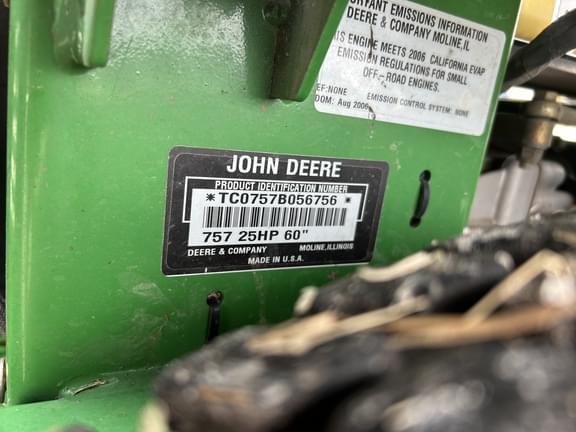 ORTANT EMISSIONS INFORMATION
DEERE & COMPANY MOLINE,IL
IS ENGINE MEETS 2006 CALIFORNIA EVAP
EMISSION REGULATIONS FOR SMALL
OFF-ROAD ENGINES.
EF:NONE
EMISSION CONTROL SYSTEM: NONE
DOM: Aug 2006
JOHN DEERE
PRODUCT IDENTIFICATION NUMBER
*TC0757B056756*
757 25HP 60"
DEERE & COMPANY MOLINE,ILLINOIS
MADE IN U.S.A.